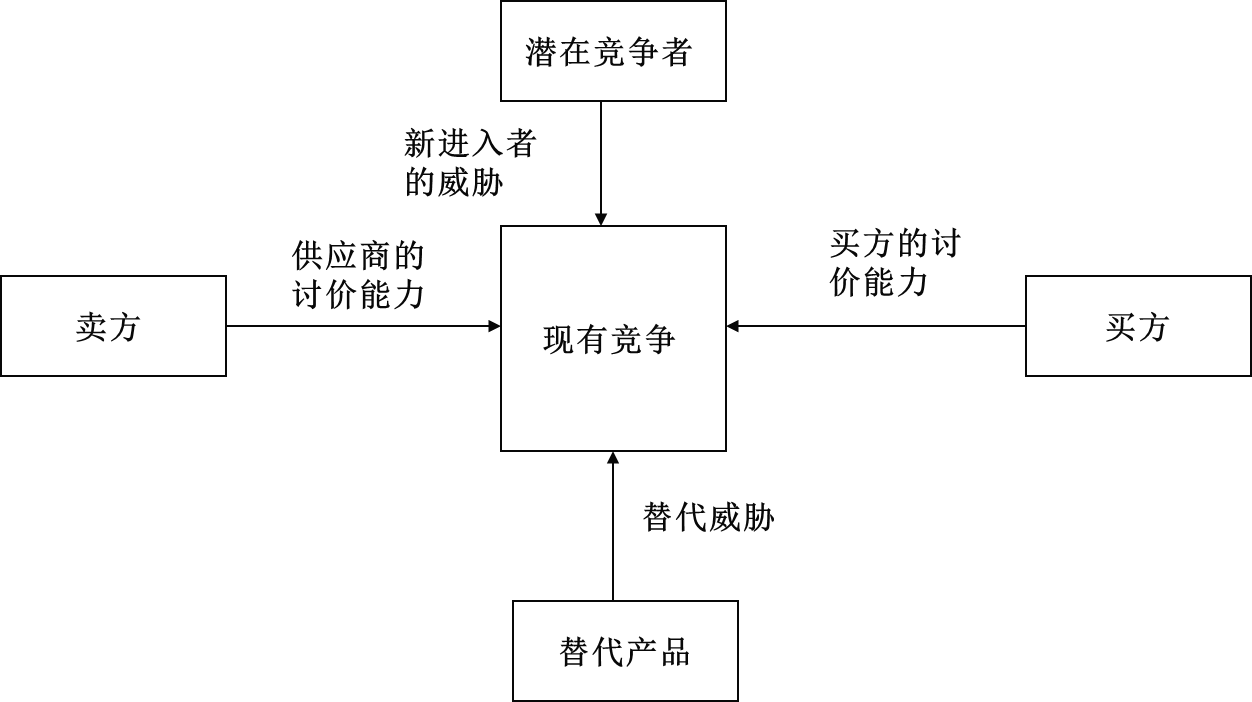 潜在竞争者
新进入者
的威胁
供应商的
讨价能力
买方的讨
价能力
卖方
现有竞争
买方
替代威胁
替代产品